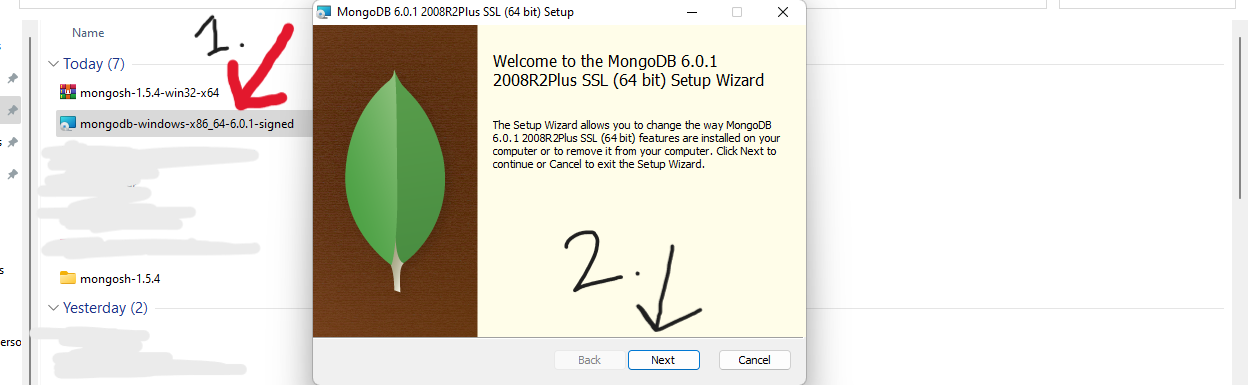 MongoDB 6.0.1 2008R2Plus SSL (64 bit) Setup
Name
1.
Today (7)
mongosh-1.5.4-win32-x64
mongodb-windows-x86_64-6.0.1-signed
mongosh-1.5.4
Yesterday (2)
Welcome to the MongoDB 6.0.1
2008R2Plus SSL (64 bit) Setup Wizard
The Setup Wizard allows you to change the way MongoDB
6.0.1 2008R2Plus SSL (64 bit) features are installed on your
computer or to remove it from your computer. Click Next to
continue or Cancel to exit the Setup Wizard.
2.
Back Next Cancel